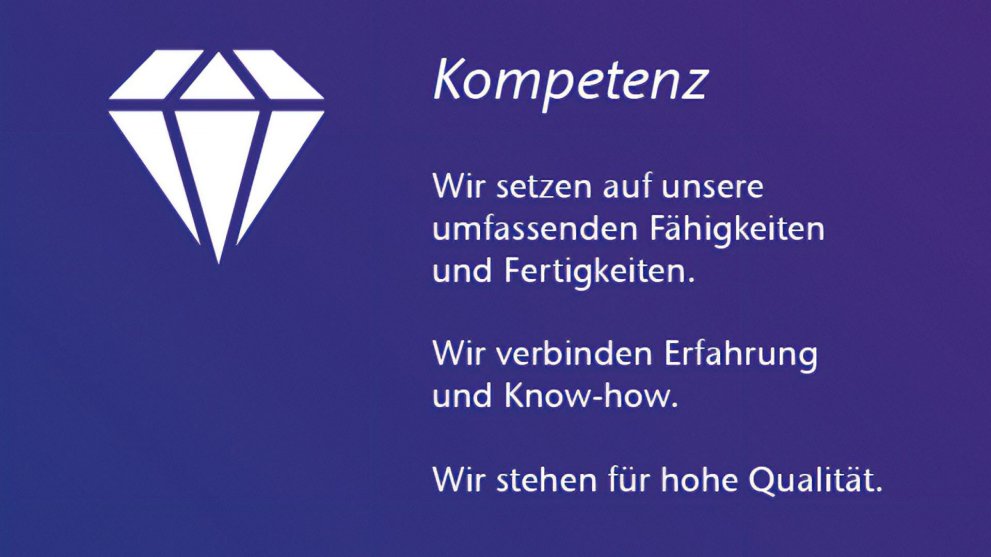 Kompetenz
Wir setzen auf unsere
umfassenden Fähigkeiten
und Fertigkeiten.
Wir verbinden Erfahrung
und Know-how.
Wir stehen für hohe Qualität.